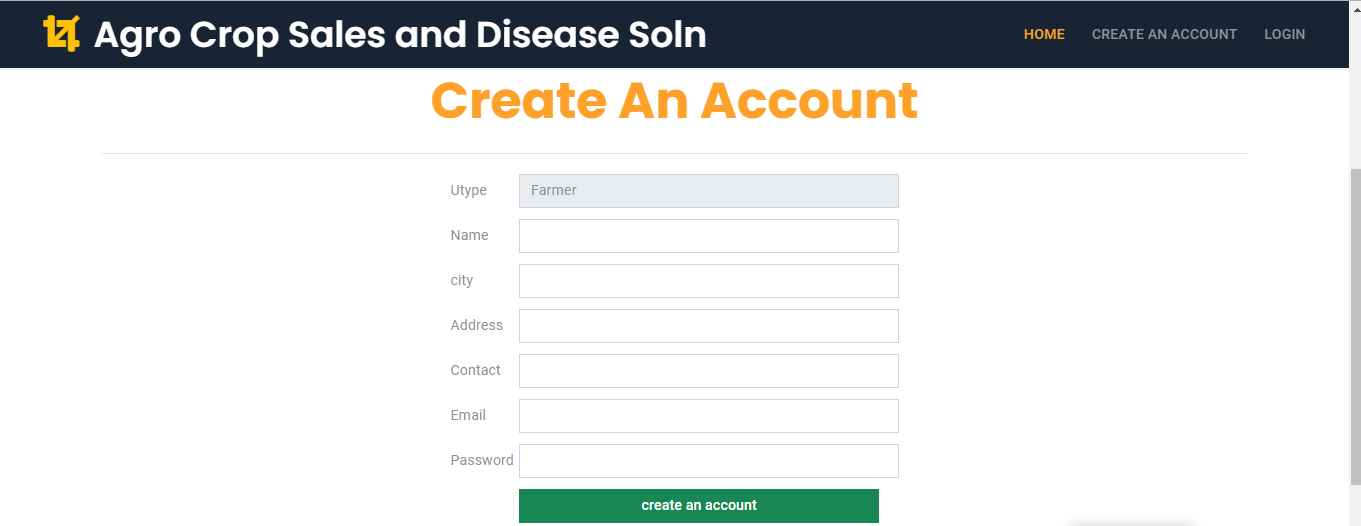 Agro Crop Sales and Disease Soln HOME CREATE AN ACCOUNT LOGIN
Create An Account
Utype Farmer
Name
city
Address
Contact
Email
Password
create an account